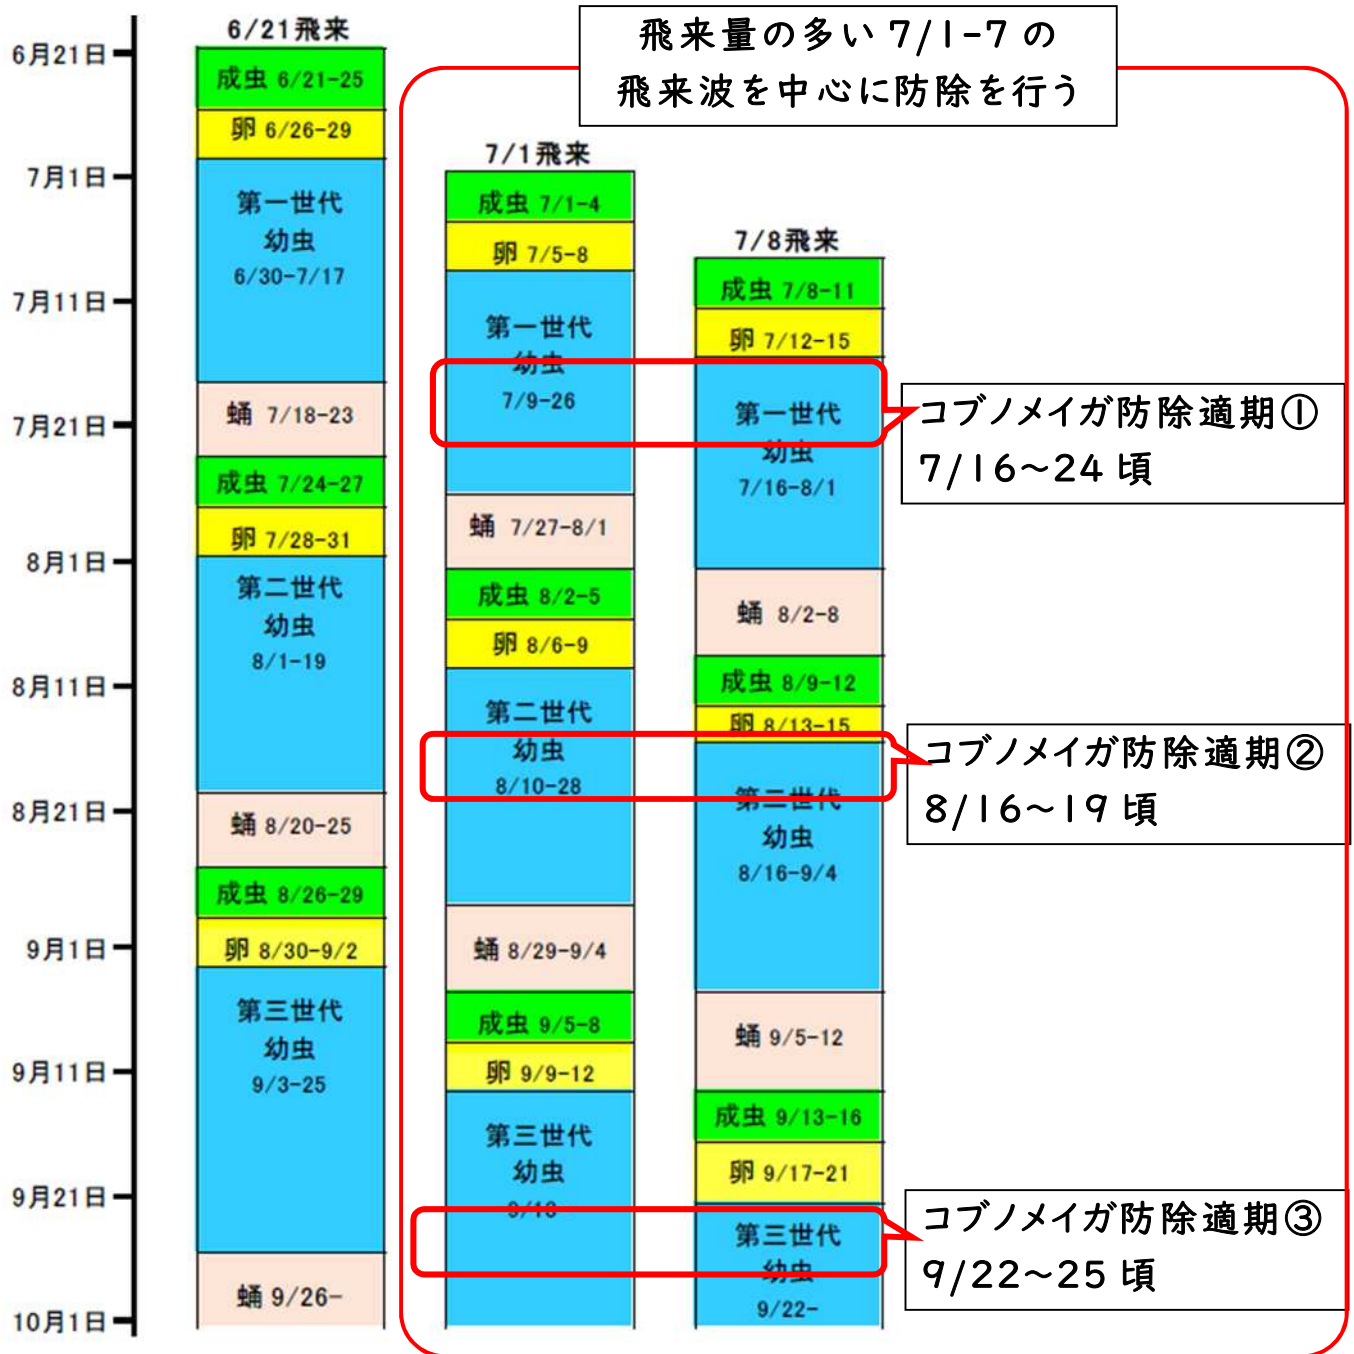 飛来量の多い 7/1-7 の
飛来波を中心に防除を行う
6月21日
7月1日
7月11日
7月21日
8月1日
8月11日
8月21日
9月1日
9月11日
9月21日
10月1日
6/21飛来
成虫 6/21-25
卵 6/26-29
第一世代
幼虫
6/30-7/17
蛹 7/18-23
成虫 7/24-27
卵 7/28-31
第二世代
幼虫
8/1-19
蛹 8/20-25
成虫 8/26-29
卵 8/30-9/2
第三世代
幼虫
9/3-25
蛹 9/26-
7/1飛来
成虫 7/1-4
卵 7/5-8
第一世代
幼虫
7/9-26
蛹 7/27-8/1
成虫 8/2-5
卵 8/6-9
第二世代
幼虫
8/10-28
蛹 8/29-9/4
成虫 9/5-8
卵 9/9-12
第三世代
幼虫
7/8飛来
成虫 7/8-11
卵 7/12-15
第一世代
幼虫
7/16-8/1
蛹 8/2-8
成虫 8/9-12
卵 8/13-15
第二世代
幼虫
8/16-9/4
蛹 9/5-12
成虫 9/13-16
卵 9/17-21
第三世代
幼虫
9/22-
コブノメイガ防除適期①
7/16~24 頃
コブノメイガ防除適期②
8/16~19 頃
コブノメイガ防除適期③
9/22~25 頃